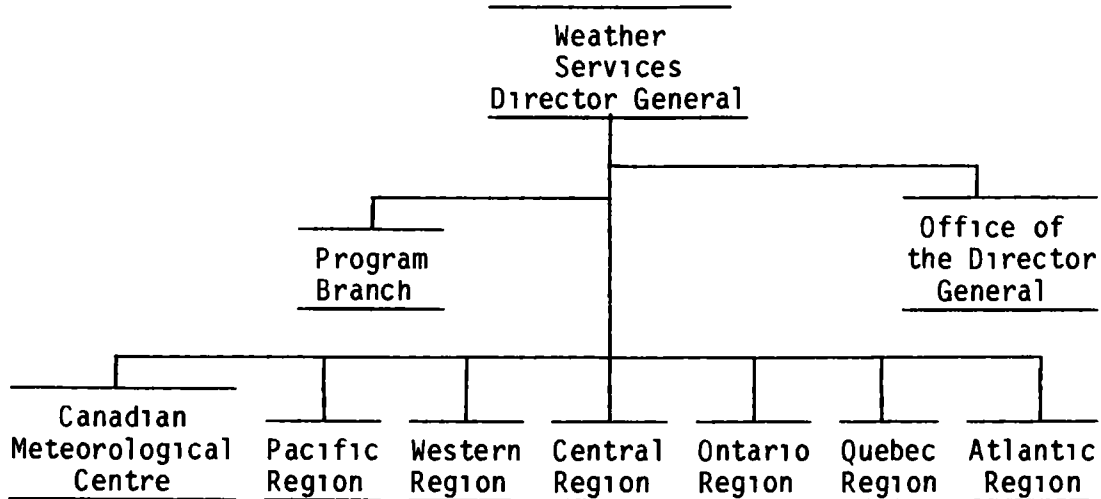 Weather
Services
Director General
Office of
the Director
General
Program
Branch
Canadian
Meteorological
Centre
Pacific
Region
Western
Region
Central
Region
Ontario
Region
Quebec
Region
Atlantic
Region